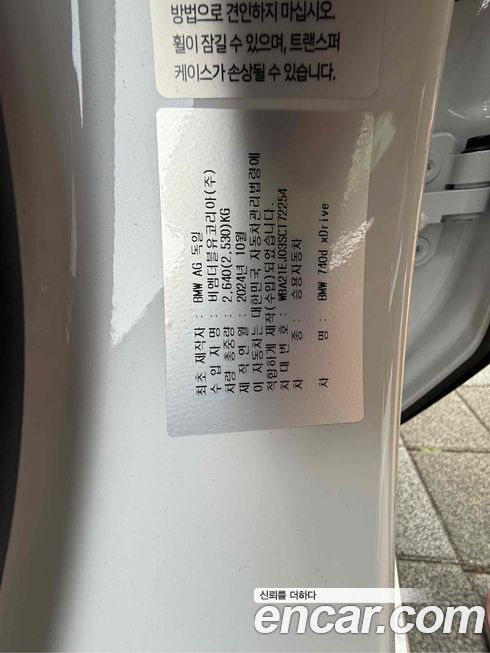 방법으로 견인하지 마십시오.
휠이 잠길 수 있으며, 트랜스퍼
케이스가 손상될 수 있습니다.
최초 제작자 : BMW AG 독일
수 입 자 명 : 비엠더블유코리아(주)
차량 총중량 : 2,640(2,530)KG
제 작 연 월 : 2024년 10월
이 자동차는 대한민국 자동차관리법령에
적합하게 제작(수입)되었습니다.
차 대 번 호 : WBA21EJ03SC172254
차 종 : 승용자동차
차 명 : BMW 740d xDrive
신뢰를 더하다
encar.com